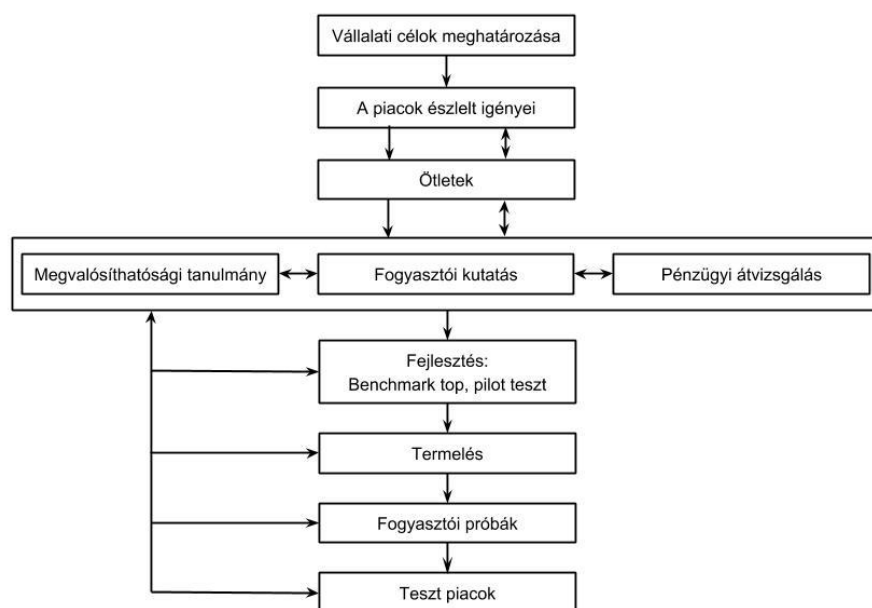 Vállalati célok meghatározása
A piacok észlelt igényei
Ötletek
Megvalósíthatósági tanulmány
Fogyasztói kutatás
Pénzügyi átvizsgálás
Fejlesztés:
Benchmark top, pilot teszt
Termelés
Fogyasztói próbák
Teszt piacok